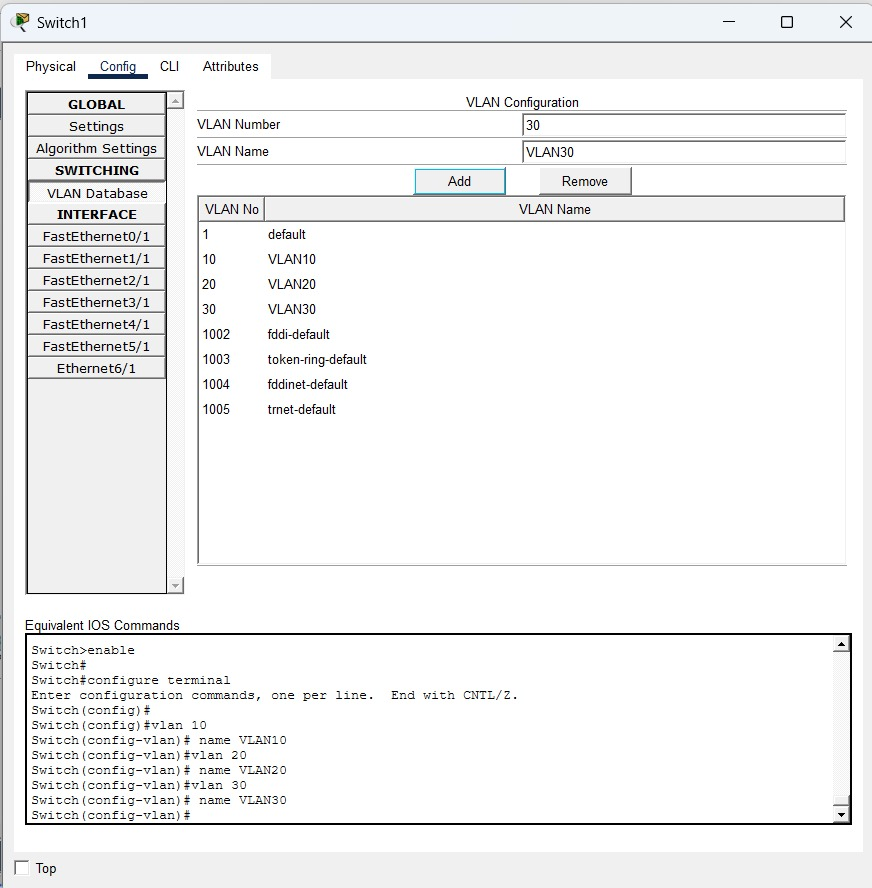 Switch1
Physical Config CLI Attributes
GLOBAL
Settings
Algorithm Settings
SWITCHING
VLAN Database
INTERFACE
FastEthernet0/1
FastEthernet1/1
FastEthernet2/1
FastEthernet3/1
FastEthernet4/1
FastEthernet5/1
Ethernet6/1
VLAN Configuration
VLAN Number 30
VLAN Name VLAN30
Add Remove
VLAN No VLAN Name
1 default
10 VLAN10
20 VLAN20
30 VLAN30
1002 fddi-default
1003 token-ring-default
1004 fddinet-default
1005 trnet-default
Equivalent IOS Commands
Switch>enable
Switch#
Switch#configure terminal
Enter configuration commands, one per line.  End with CNTL/Z.
Switch(config)#
Switch(config)#vlan 10
Switch(config-vlan)# name VLAN10
Switch(config-vlan)#vlan 20
Switch(config-vlan)# name VLAN20
Switch(config-vlan)#vlan 30
Switch(config-vlan)# name VLAN30
Switch(config-vlan)#
Top